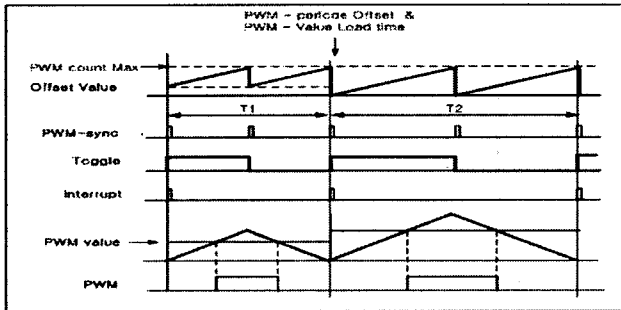 PWM - periode Offset &
PWM - Value Load time
PWM count Max
Offset Value
T1
T2
PWM-sync
Toggle
Interrupt
PWM value
PWM